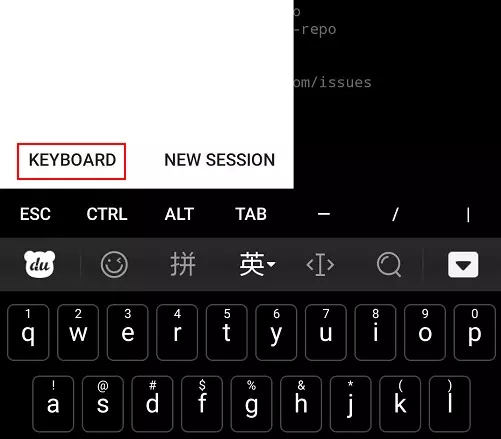 o
-repo
om/issues
KEYBOARD NEW SESSION
ESC CTRL ALT TAB — / |
du 拼 英
1 2 3 4 5 6 7 8 9 0
q w e r t y u i o p
! @ # $ % & * ( )
a s d f g h j k l